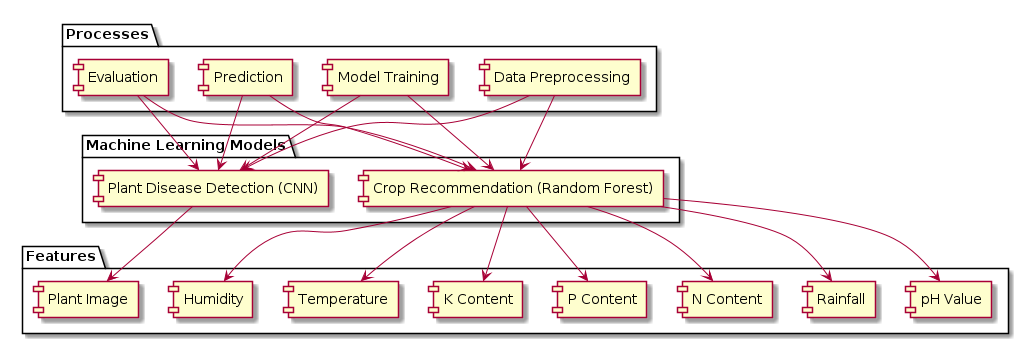 Processes
Evaluation
Prediction
Model Training
Data Preprocessing
Machine Learning Models
Plant Disease Detection (CNN)
Crop Recommendation (Random Forest)
Features
Plant Image
Humidity
Temperature
K Content
P Content
N Content
Rainfall
pH Value